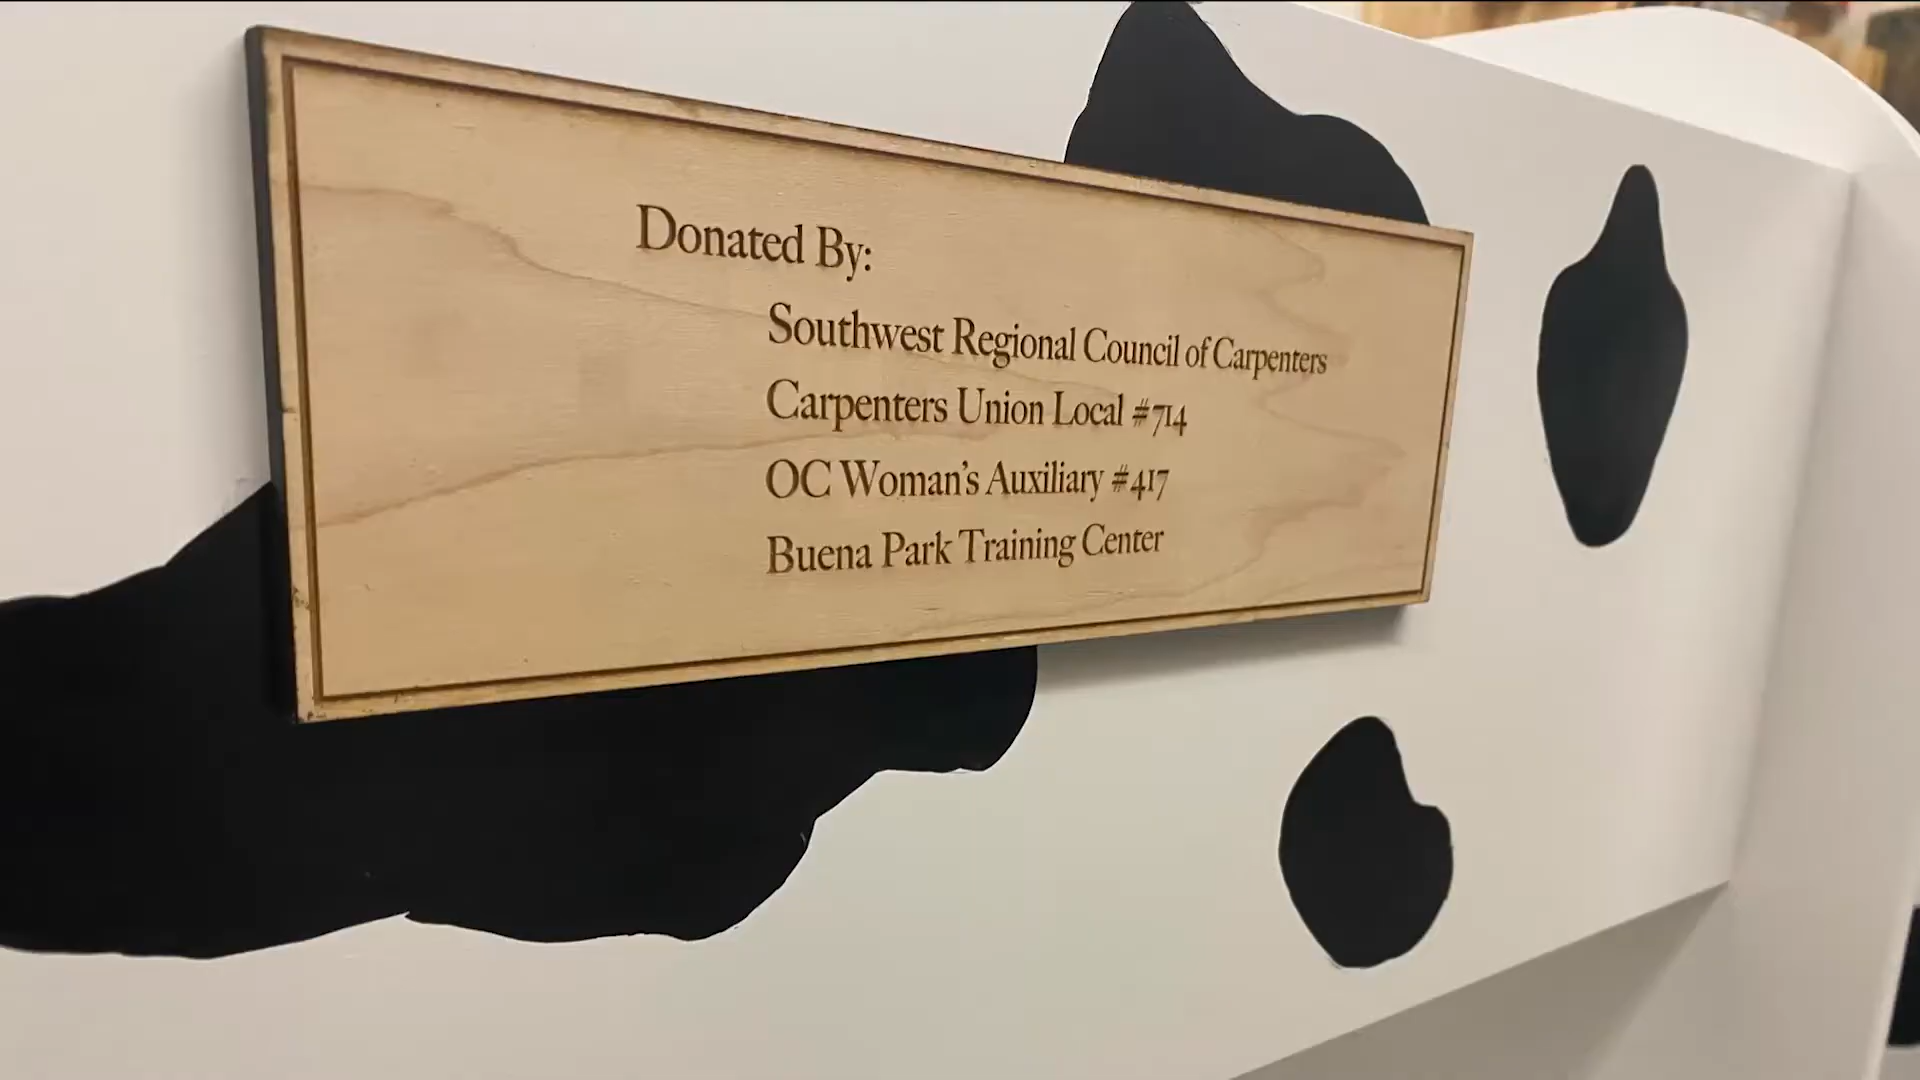 Donated By:
Southwest Regional Council of Carpenters
Carpenters Union Local #714
OC Woman's Auxiliary #417
Buena Park Training Center